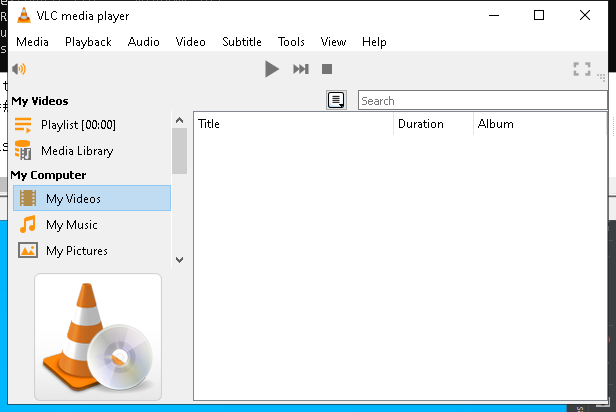 VLC media player
Media Playback Audio Video Subtitle Tools View Help
My Videos
Search
Playlist [00:00]
Title Duration Album
Media Library
My Computer
My Videos
My Music
My Pictures